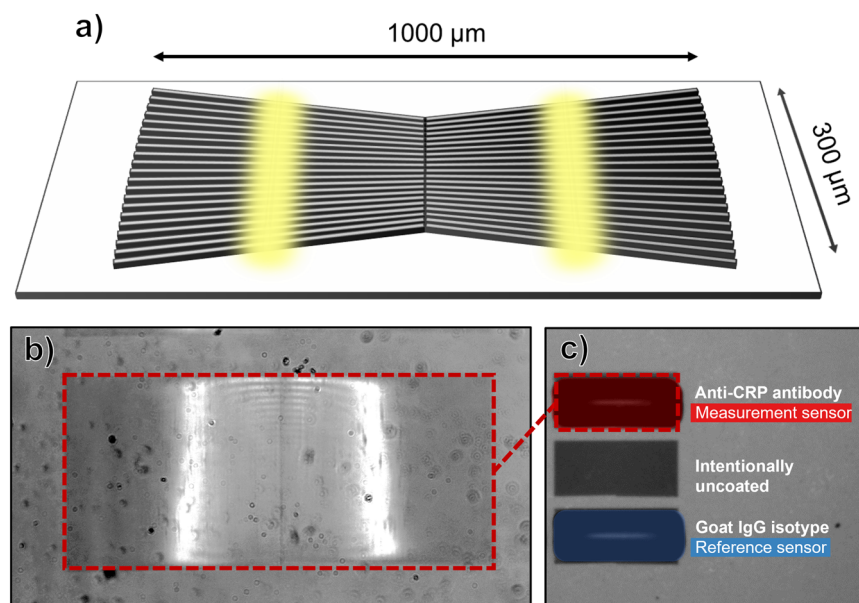 a)
1000 µm
300 µm
b)
c)
Anti-CRP antibody
Measurement sensor
Intentionally
uncoated
Goat IgG isotype
Reference sensor